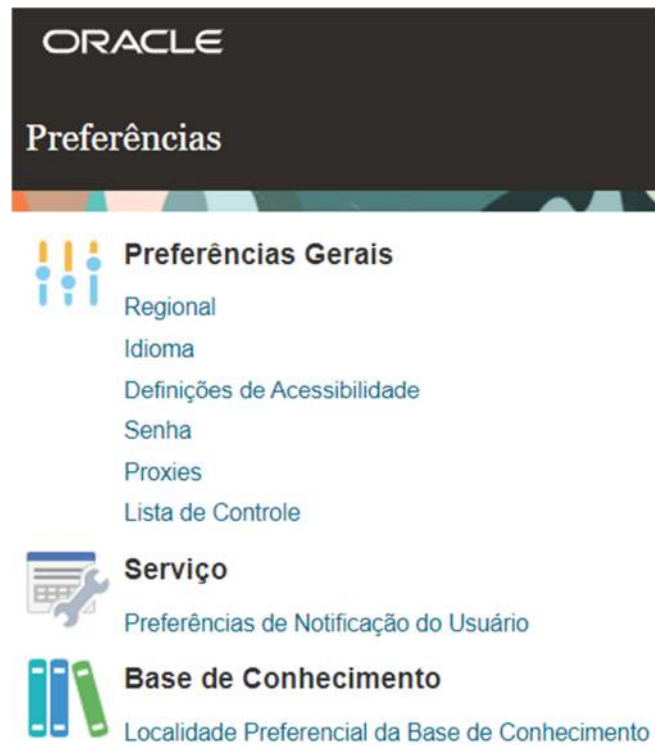 ORACLE
Preferências
Preferências Gerais
Regional
Idioma
Definições de Acessibilidade
Senha
Proxies
Lista de Controle
Serviço
Preferências de Notificação do Usuário
Base de Conhecimento
Localidade Preferencial da Base de Conhecimento